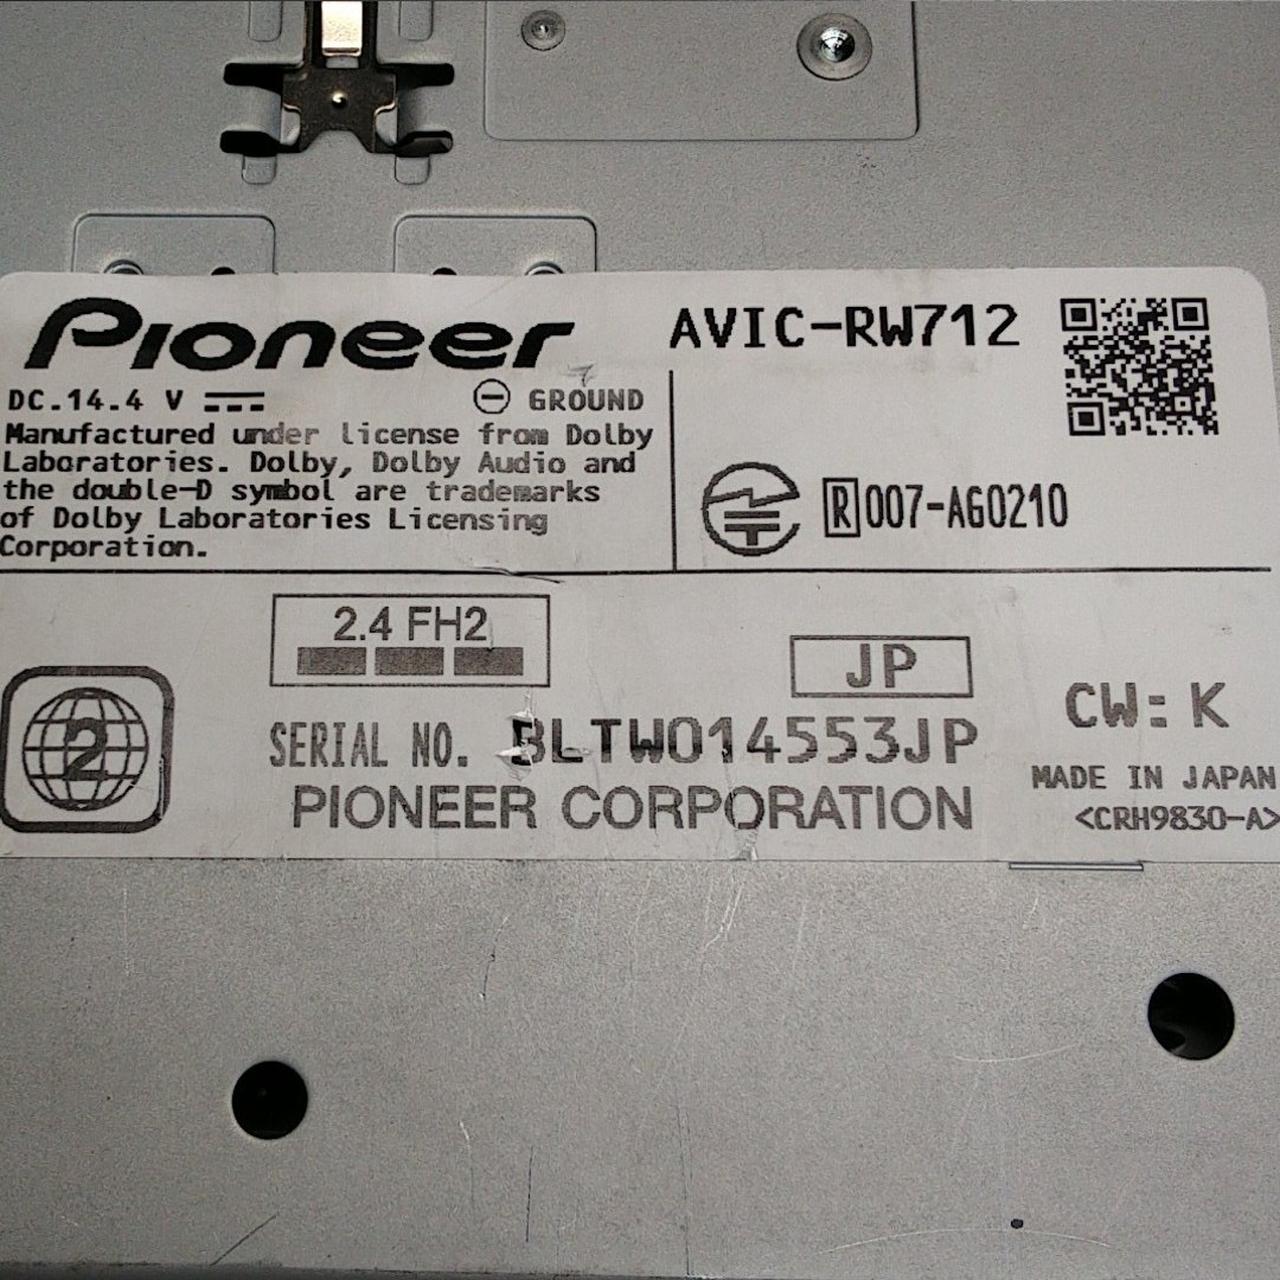 Pioneer
AVIC-RW712
DC.14.4 V
GROUND
Manufactured under license from Dolby
Laboratories. Dolby, Dolby Audio and
the double-D symbol are trademarks
of Dolby Laboratories Licensing
Corporation.
R 007-AG0210
2.4 FH2
JP
2
CW: K
SERIAL NO. BLTW014553JP
MADE IN JAPAN
PIONEER CORPORATION
<CRH9830-A>